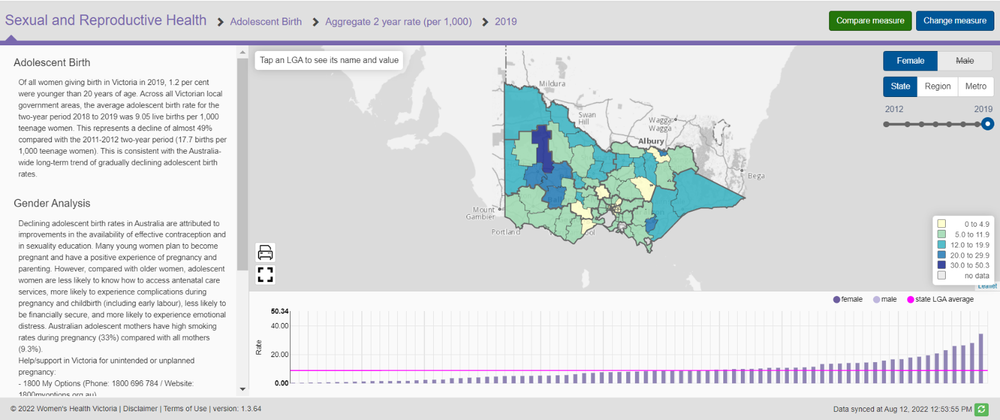 Sexual and Reproductive Health
Adolescent Birth
Aggregate 2 year rate (per 1,000)
2019
Compare measure
Change measure
Adolescent Birth
Of all women giving birth in Victoria in 2019, 1.2 per cent
were younger than 20 years of age. Across all Victorian local
government areas, the average adolescent birth rate for the
two-year period 2018 to 2019 was 9.05 live births per 1,000
teenage women. This represents a decline of almost 49%
compared with the 2011-2012 two-year period (17.7 births per
1,000 teenage women). This is consistent with the Australia-
wide long-term trend of gradually declining adolescent birth
rates.
Gender Analysis
Declining adolescent birth rates in Australia are attributed to
improvements in the availability of effective contraception and
in sexuality education. Many young women plan to become
pregnant and have a positive experience of pregnancy and
parenting. However, compared with older women, adolescent
women are less likely to know how to access antenatal care
services, more likely to experience complications during
pregnancy and childbirth (including early labour), less likely to
be financially secure, and more likely to experience emotional
distress. Australian adolescent mothers have high smoking
rates during pregnancy (33%) compared with all mothers
(9.3%).
Help/support in Victoria for unintended or unplanned
pregnancy:
- 1800 My Options (Phone: 1800 696 784 / Website:
1800myoptions.org.au)
Tap an LGA to see its name and value
Mildura
Swan
Hill
Wagga
Wagga
Albury
Bega
Mount
Gambier
Portland
Female
Male
State
Region
Metro
2012
2019
0 to 4.9
5.0 to 11.9
12.0 to 19.9
20.0 to 29.9
30.0 to 50.3
no data
Leaflet
female
male
state LGA average
50.34
40.00
20.00
0.00
Rate
© 2022 Women's Health Victoria | Disclaimer | Terms of Use | version: 1.3.64
Data synced at Aug 12, 2022 12:53:55 PM